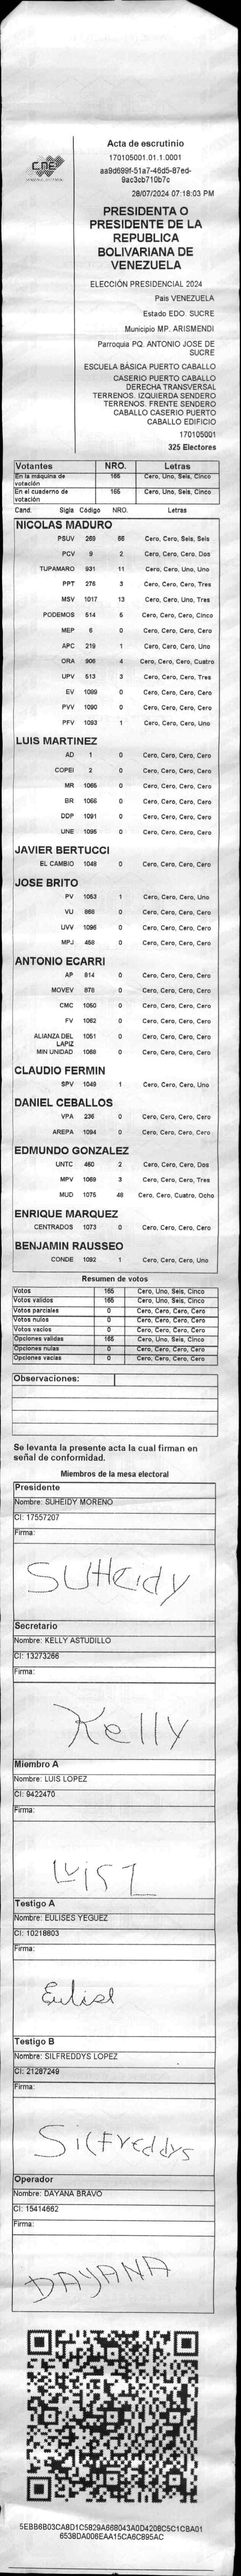 CNE
Acta de escrutinio
170105001.01.1.0001
aa9d699f-51a7-46d5-87ed-
9ac3cb710b7c
28/07/2024 07:18:03 PM
PRESIDENTA O
PRESIDENTE DE LA
REPUBLICA
BOLIVARIANA DE
VENEZUELA
ELECCIÓN PRESIDENCIAL 2024
Pais VENEZUELA
Estado EDO. SUCRE
Municipio MP. ARISMENDI
Parroquia PQ. ANTONIO JOSE DE
SUCRE
ESCUELA BÁSICA PUERTO CABALLO
CASERIO PUERTO CABALLO
DERECHA TRANSVERSAL
TERRENOS. IZQUIERDA SENDERO
TERRENOS. FRENTE SENDERO
CABALLO CASERIO PUERTO
CABALLO EDIFICIO
170105001
325 Electores
Votantes NRO. Letras
En la máquina de votación 165 Cero, Uno, Seis, Cinco
En el cuaderno de votación 165 Cero, Uno, Seis, Cinco
Cand. Sigla Código NRO. Letras
NICOLAS MADURO
PSUV 269 66 Cero, Cero, Seis, Seis
PCV 9 2 Cero, Cero, Cero, Dos
TUPAMARO 931 11 Cero, Cero, Uno, Uno
PPT 276 3 Cero, Cero, Cero, Tres
MSV 1017 13 Cero, Cero, Uno, Tres
PODEMOS 514 5 Cero, Cero, Cero, Cinco
MEP 6 0 Cero, Cero, Cero, Cero
APC 219 1 Cero, Cero, Cero, Uno
ORA 906 4 Cero, Cero, Cero, Cuatro
UPV 513 3 Cero, Cero, Cero, Tres
EV 1089 0 Cero, Cero, Cero, Cero
PVV 1090 0 Cero, Cero, Cero, Cero
PFV 1093 1 Cero, Cero, Cero, Uno
LUIS MARTINEZ
AD 1 0 Cero, Cero, Cero, Cero
COPEI 2 0 Cero, Cero, Cero, Cero
MR 1065 0 Cero, Cero, Cero, Cero
BR 1066 0 Cero, Cero, Cero, Cero
DDP 1091 0 Cero, Cero, Cero, Cero
UNE 1095 0 Cero, Cero, Cero, Cero
JAVIER BERTUCCI
EL CAMBIO 1048 0 Cero, Cero, Cero, Cero
JOSE BRITO
PV 1053 1 Cero, Cero, Cero, Uno
VU 868 0 Cero, Cero, Cero, Cero
UVV 1096 0 Cero, Cero, Cero, Cero
MPJ 458 0 Cero, Cero, Cero, Cero
ANTONIO ECARRI
AP 814 0 Cero, Cero, Cero, Cero
MOVEV 878 0 Cero, Cero, Cero, Cero
CMC 1050 0 Cero, Cero, Cero, Cero
FV 1062 0 Cero, Cero, Cero, Cero
ALIANZA DEL LAPIZ 1051 0 Cero, Cero, Cero, Cero
MIN UNIDAD 1068 0 Cero, Cero, Cero, Cero
CLAUDIO FERMIN
SPV 1049 1 Cero, Cero, Cero, Uno
DANIEL CEBALLOS
VPA 236 0 Cero, Cero, Cero, Cero
AREPA 1094 0 Cero, Cero, Cero, Cero
EDMUNDO GONZALEZ
UNTC 460 2 Cero, Cero, Cero, Dos
MPV 1069 3 Cero, Cero, Cero, Tres
MUD 1075 48 Cero, Cero, Cuatro, Ocho
ENRIQUE MARQUEZ
CENTRADOS 1073 0 Cero, Cero, Cero, Cero
BENJAMIN RAUSSEO
CONDE 1092 1 Cero, Cero, Cero, Uno
Resumen de votos
Votos 165 Cero, Uno, Seis, Cinco
Votos validos 165 Cero, Uno, Seis, Cinco
Votos parciales 0 Cero, Cero, Cero, Cero
Votos nulos 0 Cero, Cero, Cero, Cero
Votos vacios 0 Cero, Cero, Cero, Cero
Opciones validas 165 Cero, Uno, Seis, Cinco
Opciones nulas 0 Cero, Cero, Cero, Cero
Opciones vacias 0 Cero, Cero, Cero, Cero
Observaciones:
Se levanta la presente acta la cual firman en
señal de conformidad.
Miembros de la mesa electoral
Presidente
Nombre: SUHEIDY MORENO
CI: 17557207
Firma:
SUHeidy
Secretario
Nombre: KELLY ASTUDILLO
CI: 13273266
Firma:
Kelly
Miembro A
Nombre: LUIS LOPEZ
CI: 9422470
Firma:
LUIS L
Testigo A
Nombre: EULISES YEGUEZ
CI: 10218803
Firma:
Testigo B
Nombre: SILFREDDYS LOPEZ
CI: 21287249
Firma:
Silfreddys
Operador
Nombre: DAYANA BRAVO
CI: 15414662
Firma:
DAYANA
5EBB6B03CA8D1C5829A668043A0D4208C5C1CBA01
6538DA006EAA15CA6C895AC